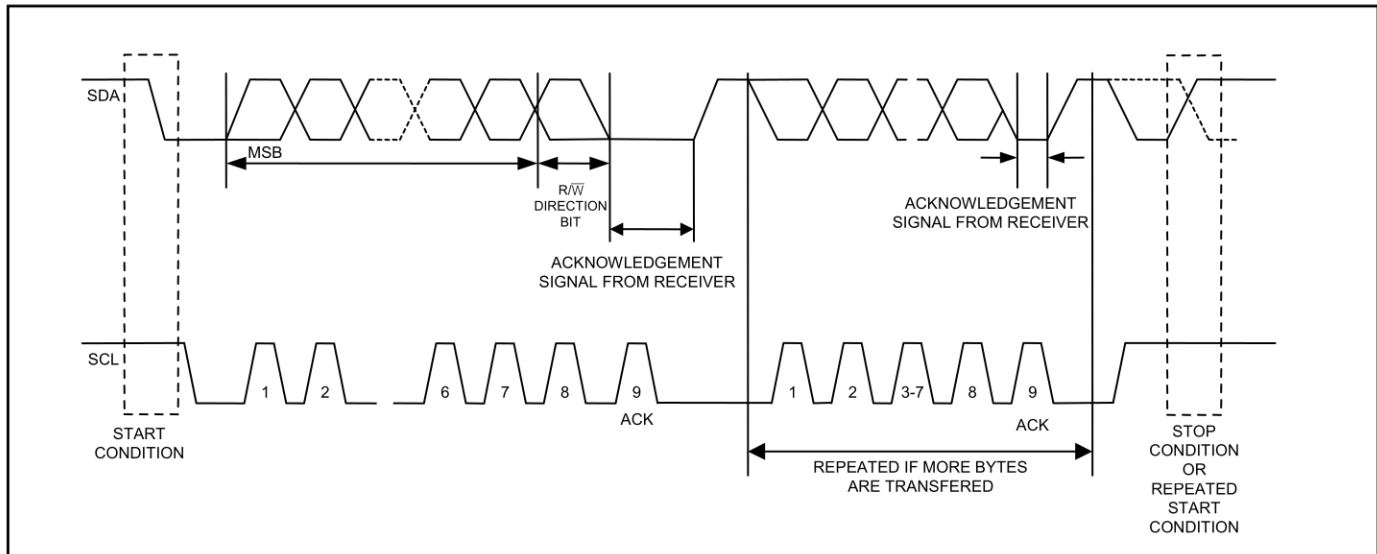 SDA
MSB
R/W̅
DIRECTION
BIT
ACKNOWLEDGEMENT
SIGNAL FROM RECEIVER
ACKNOWLEDGEMENT
SIGNAL FROM RECEIVER
SCL
1 2 6 7 8 9 1 2 3-7 8 9
ACK ACK
START
CONDITION
REPEATED IF MORE BYTES
ARE TRANSFERED
STOP
CONDITION
OR
REPEATED
START
CONDITION